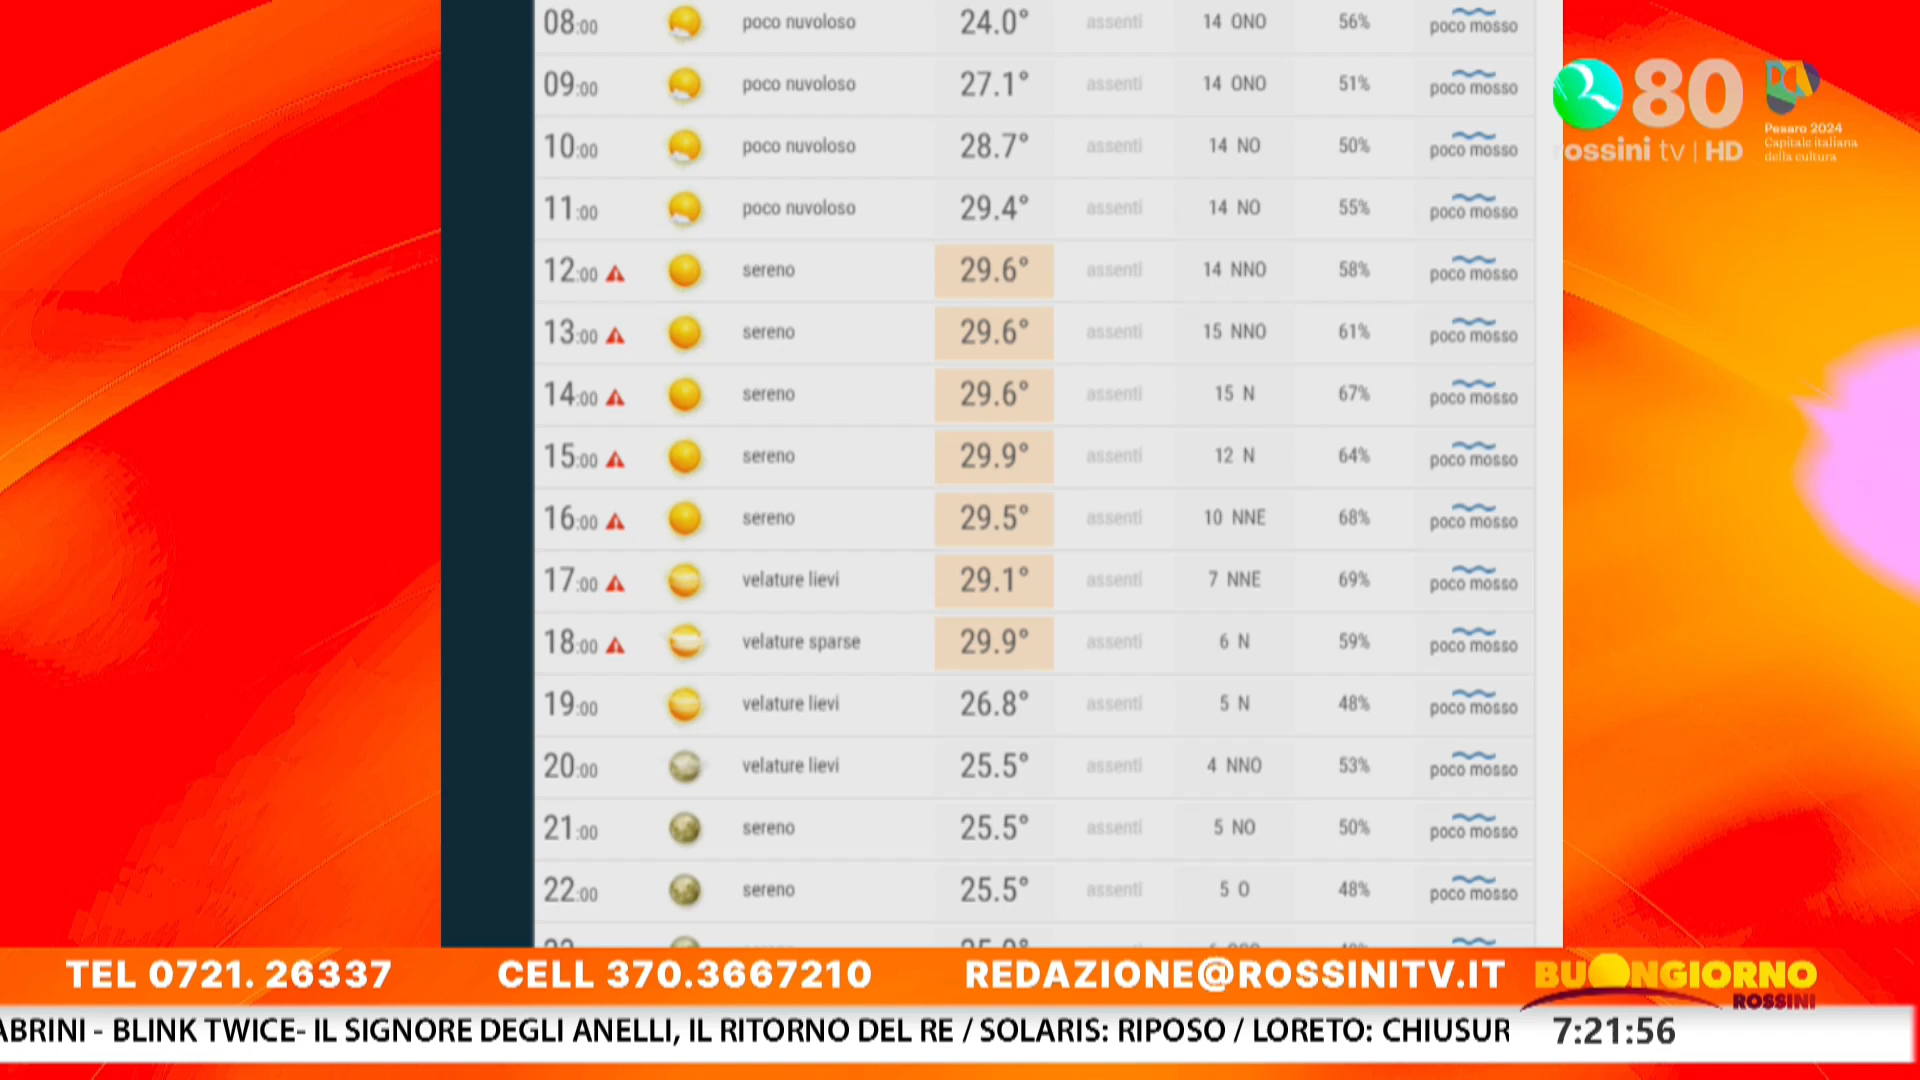 08:00 poco nuvoloso 24.0° assenti 14 ONO 56% poco mosso
09:00 poco nuvoloso 27.1° assenti 14 ONO 51% poco mosso
10:00 poco nuvoloso 28.7° assenti 14 NO 50% poco mosso
11:00 poco nuvoloso 29.4° assenti 14 NO 55% poco mosso
12:00 sereno 29.6° assenti 14 NNO 58% poco mosso
13:00 sereno 29.6° assenti 15 NNO 61% poco mosso
14:00 sereno 29.6° assenti 15 N 67% poco mosso
15:00 sereno 29.9° assenti 12 N 64% poco mosso
16:00 sereno 29.5° assenti 10 NNE 68% poco mosso
17:00 velature lievi 29.1° assenti 7 NNE 69% poco mosso
18:00 velature sparse 29.9° assenti 6 N 59% poco mosso
19:00 velature lievi 26.8° assenti 5 N 48% poco mosso
20:00 velature lievi 25.5° assenti 4 NNO 53% poco mosso
21:00 sereno 25.5° assenti 5 NO 50% poco mosso
22:00 sereno 25.5° assenti 5 O 48% poco mosso
80
rossini tv | HD
Pesaro 2024
Capitale italiana
della cultura
TEL 0721. 26337 CELL 370.3667210 REDAZIONE@ROSSINITV.IT
BUONGIORNO
ROSSINI
ABRINI - BLINK TWICE- IL SIGNORE DEGLI ANELLI, IL RITORNO DEL RE / SOLARIS: RIPOSO / LORETO: CHIUSUR
7:21:56